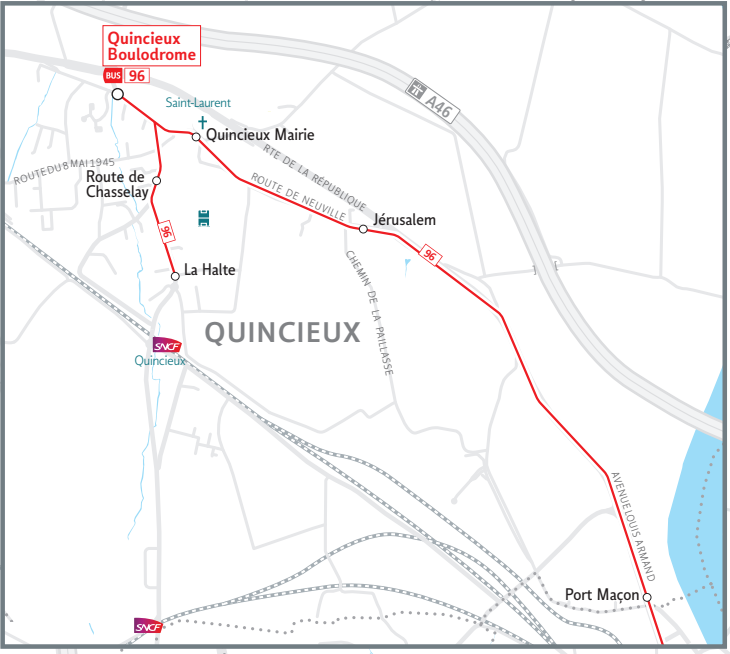 Quincieux
Boulodrome
BUS 96
A46
Saint-Laurent
Quincieux Mairie
RTE DE LA RÉPUBLIQUE
ROUTE DU 8 MAI 1945
Route de
Chasselay
ROUTE DE NEUVILLE
Jérusalem
96
96
La Halte
CHEMIN DE LA PAILLASSE
QUINCIEUX
SNCF
Quincieux
AVENUE LOUIS ARMAND
Port Maçon
SNCF